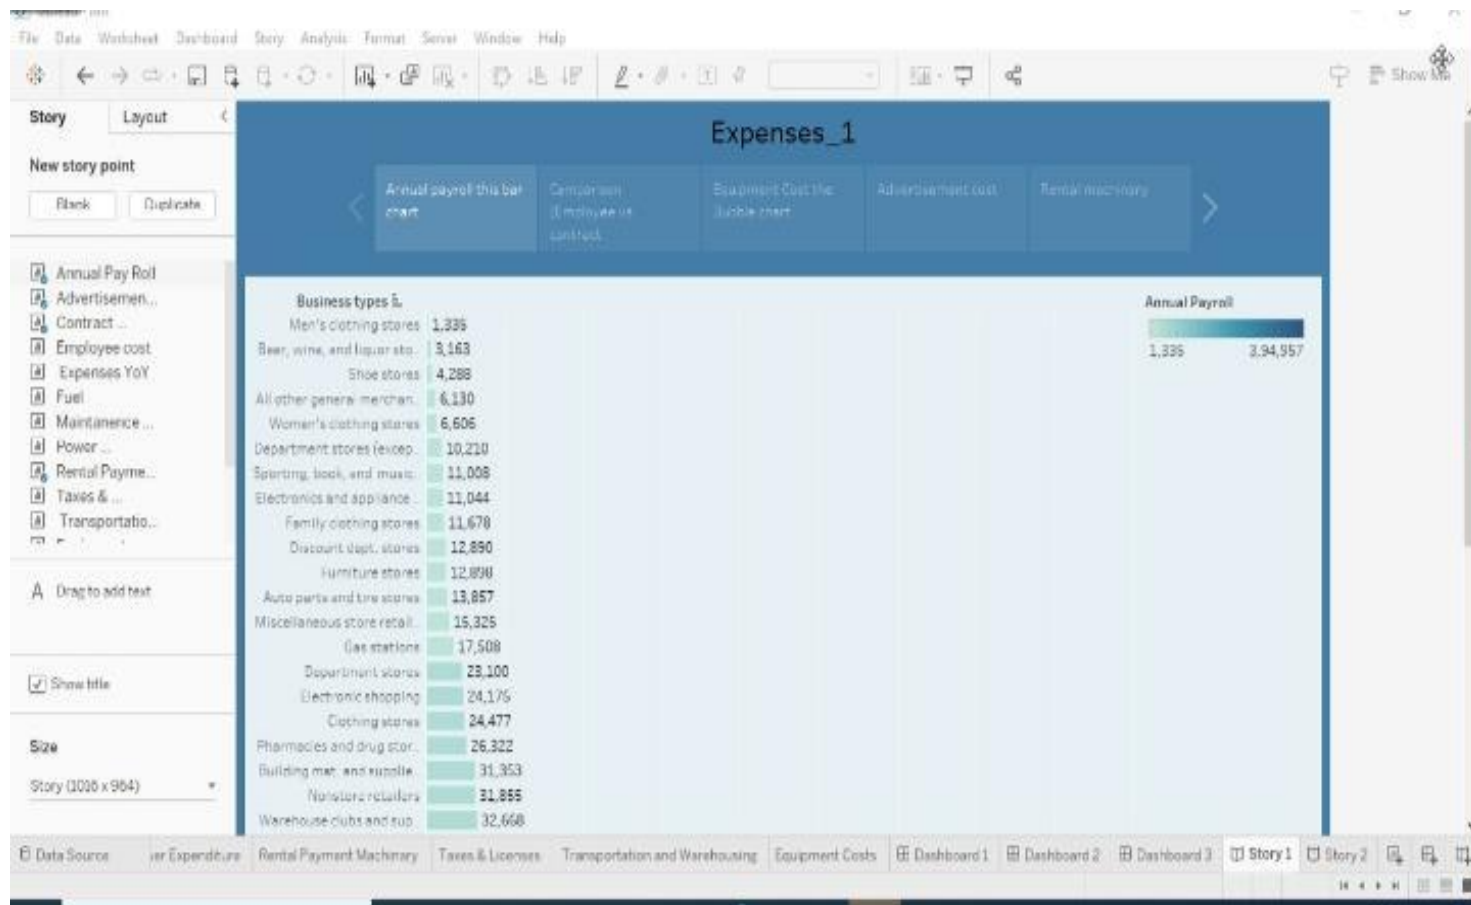 File Data Worksheet Dashboard Story Analysis Format Server Window Help
Show Me
Story Layout
New story point
Blank Duplicate
Annual Pay Roll
Advertisemen...
Contract ...
Employee cost
Expenses YoY
Fuel
Maintanence ...
Power ...
Rental Payme...
Taxes & ...
Transportatio...
A Drag to add text
Show title
Size
Story (1016 x 964)
Expenses_1
Annual payroll this bar chart
Comparison Employee vs contract
Equipment Cost the Bubble chart
Advertisement cost
Rental machinery
Business types
Men's clothing stores 1,335
Beer, wine, and liquor sto.. 3,163
Shoe stores 4,288
All other general merchan.. 6,130
Women's clothing stores 6,606
Department stores (excep.. 10,210
Sporting, book, and music.. 11,008
Electronics and appliance .. 11,044
Family clothing stores 11,678
Discount dept. stores 12,890
Furniture stores 12,898
Auto parts and tire stores 13,857
Miscellaneous store retail.. 15,325
Gas stations 17,508
Department stores 23,100
Electronic shopping 24,175
Clothing stores 24,477
Pharmacies and drug stor.. 26,322
Building mat. and supplie.. 31,353
Nonstore retailers 31,855
Warehouse clubs and sup.. 32,668
Annual Payroll
1,335 3,94,957
Data Source er Expenditure Rental Payment Machinary Taxes & Licenses Transportation and Warehousing Equipment Costs Dashboard 1 Dashboard 2 Dashboard 3 Story 1 Story 2